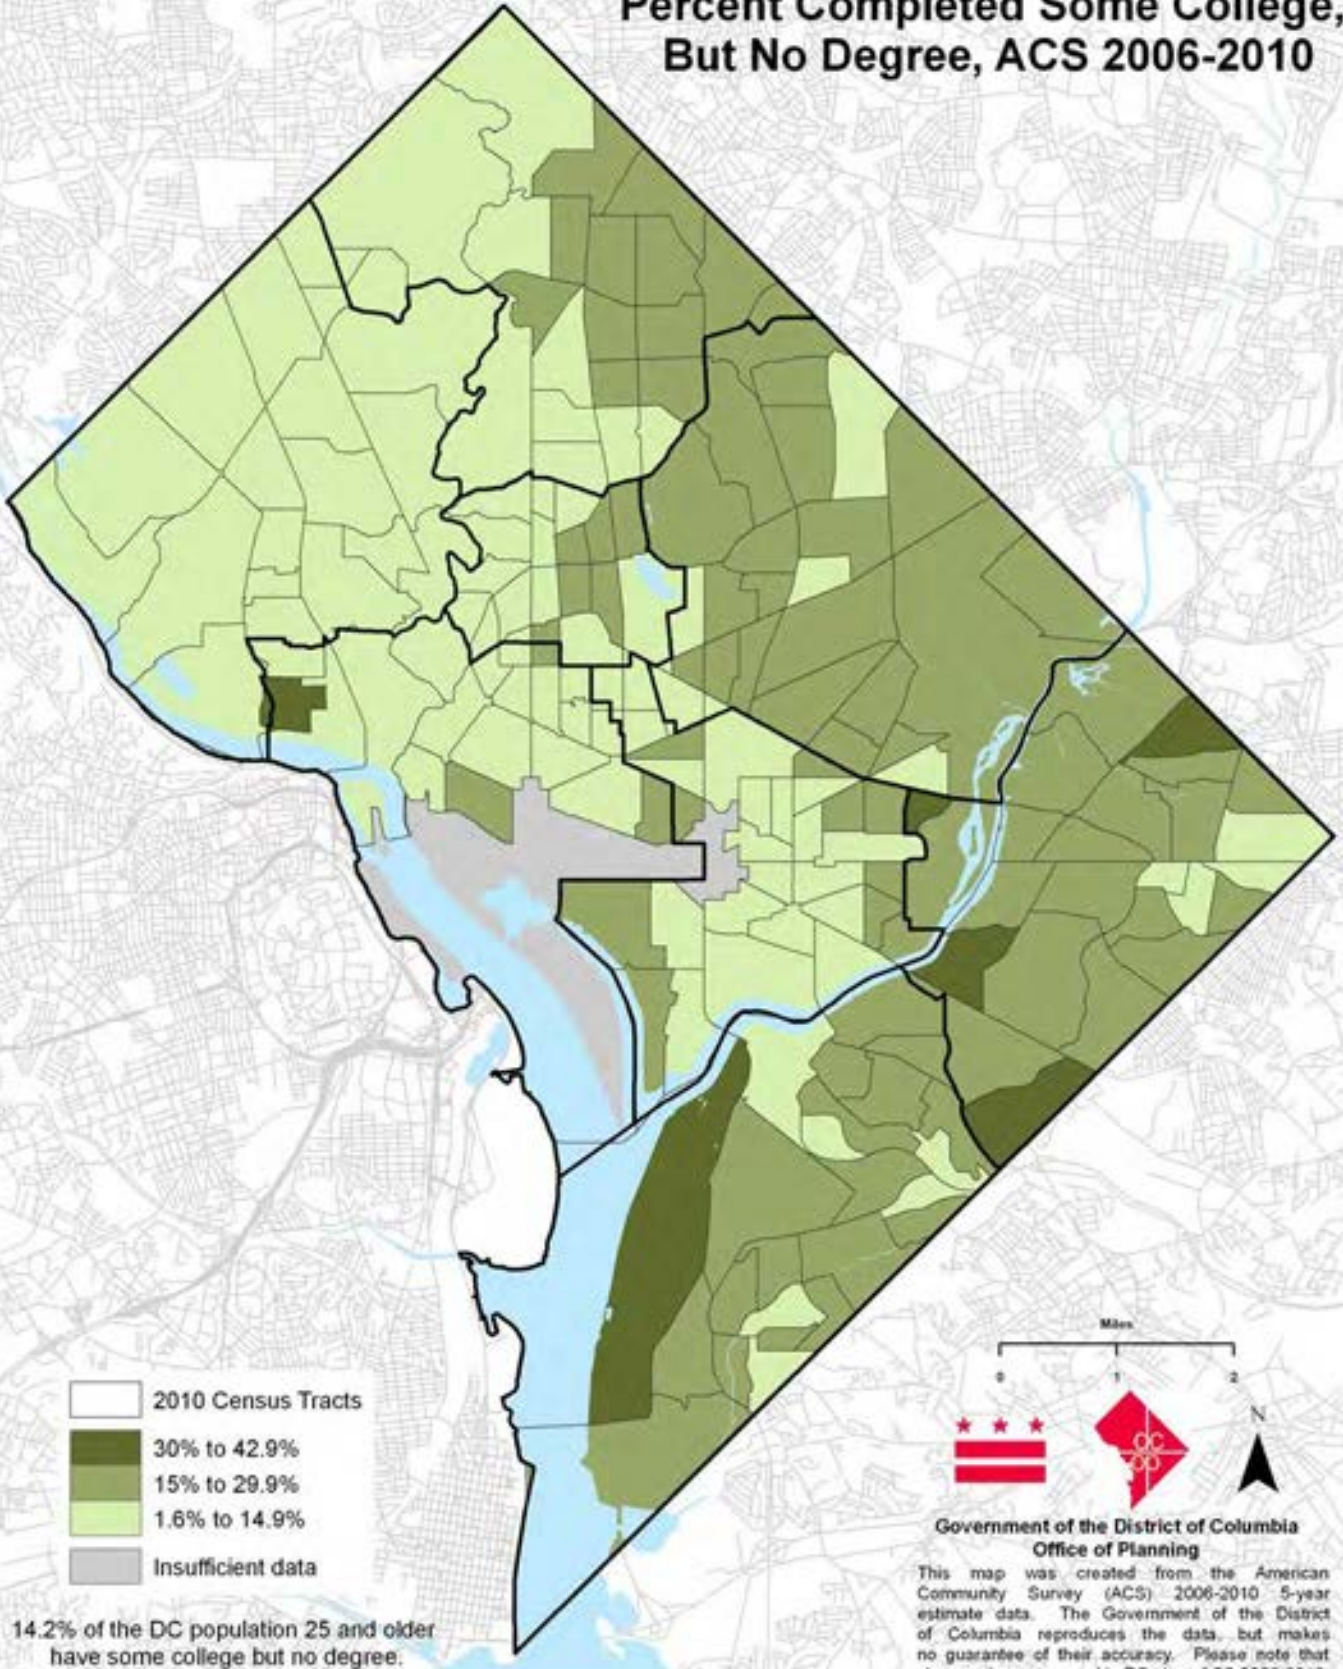 Percent Completed Some College,
But No Degree, ACS 2006-2010
Miles
0 1 2
N
DC
OP
2010 Census Tracts
30% to 42.9%
15% to 29.9%
1.6% to 14.9%
Insufficient data
14.2% of the DC population 25 and older
have some college but no degree.
Government of the District of Columbia
Office of Planning
This map was created from the American
Community Survey (ACS) 2006-2010 5-year
estimate data. The Government of the District
of Columbia reproduces the data, but makes
no guarantee of their accuracy. Please note that